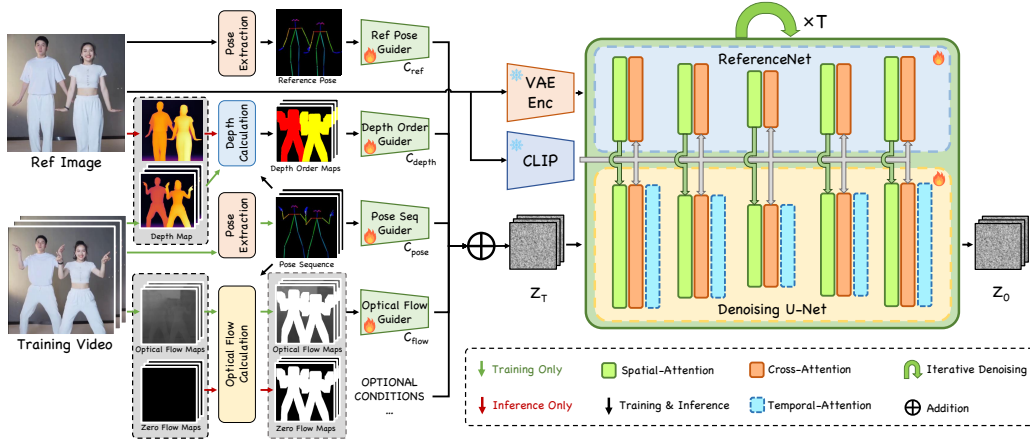 Ref Image
Training Video
Depth Map
Optical Flow Maps
Zero Flow Maps
Pose
Extraction
Depth
Calculation
Pose
Extraction
Optical Flow
Calculation
Reference Pose
Depth Order Maps
Pose Sequence
Optical Flow Maps
Zero Flow Maps
Ref Pose
Guider
C_ref
Depth Order
Guider
C_depth
Pose Seq
Guider
C_pose
Optical Flow
Guider
C_flow
OPTIONAL
CONDITIONS
...
VAE
Enc
CLIP
Z_T
×T
ReferenceNet
Denoising U-Net
Z_0
Training Only
Inference Only
Spatial-Attention
Training & Inference
Cross-Attention
Temporal-Attention
Iterative Denoising
Addition